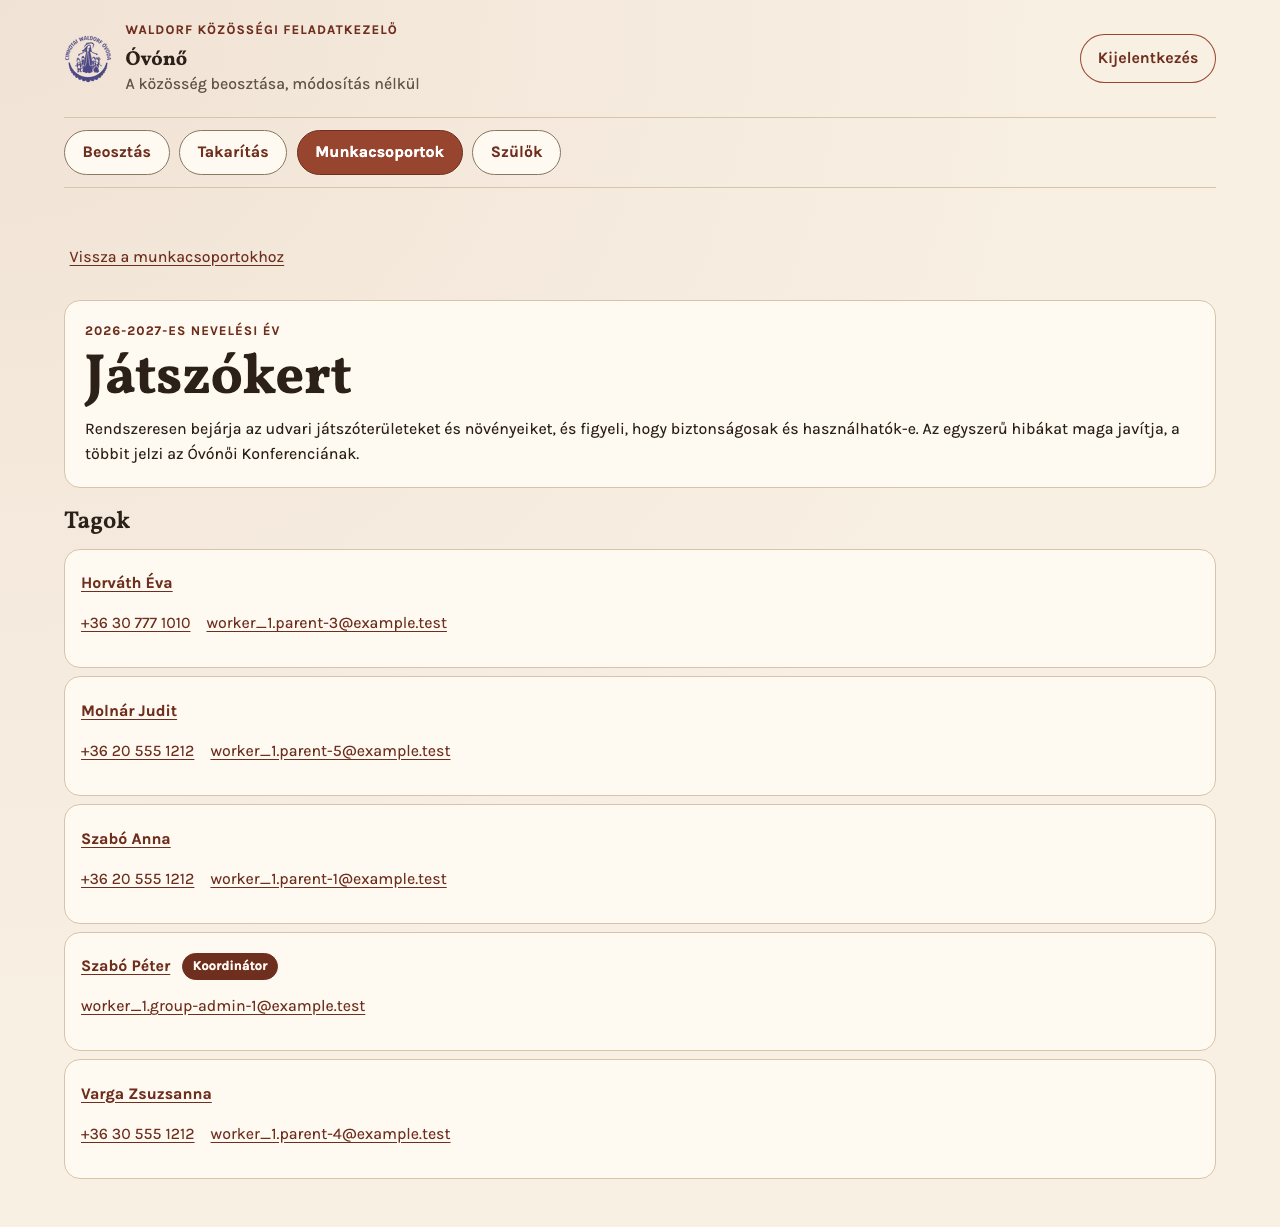 WALDORF KÖZÖSSÉGI FELADATKEZELŐ
Óvónő
A közösség beosztása, módosítás nélkül
Kijelentkezés
Beosztás
Takarítás
Munkacsoportok
Szülők
Vissza a munkacsoportokhoz
2026-2027-ES NEVELÉSI ÉV
Játszókert
Rendszeresen bejárja az udvari játszóterületeket és növényeiket, és figyeli, hogy biztonságosak és használhatók-e. Az egyszerű hibákat maga javítja, a
többit jelzi az Óvónői Konferenciának.
Tagok
Horváth Éva
+36 30 777 1010 worker_1.parent-3@example.test
Molnár Judit
+36 20 555 1212 worker_1.parent-5@example.test
Szabó Anna
+36 20 555 1212 worker_1.parent-1@example.test
Szabó Péter Koordinátor
worker_1.group-admin-1@example.test
Varga Zsuzsanna
+36 30 555 1212 worker_1.parent-4@example.test